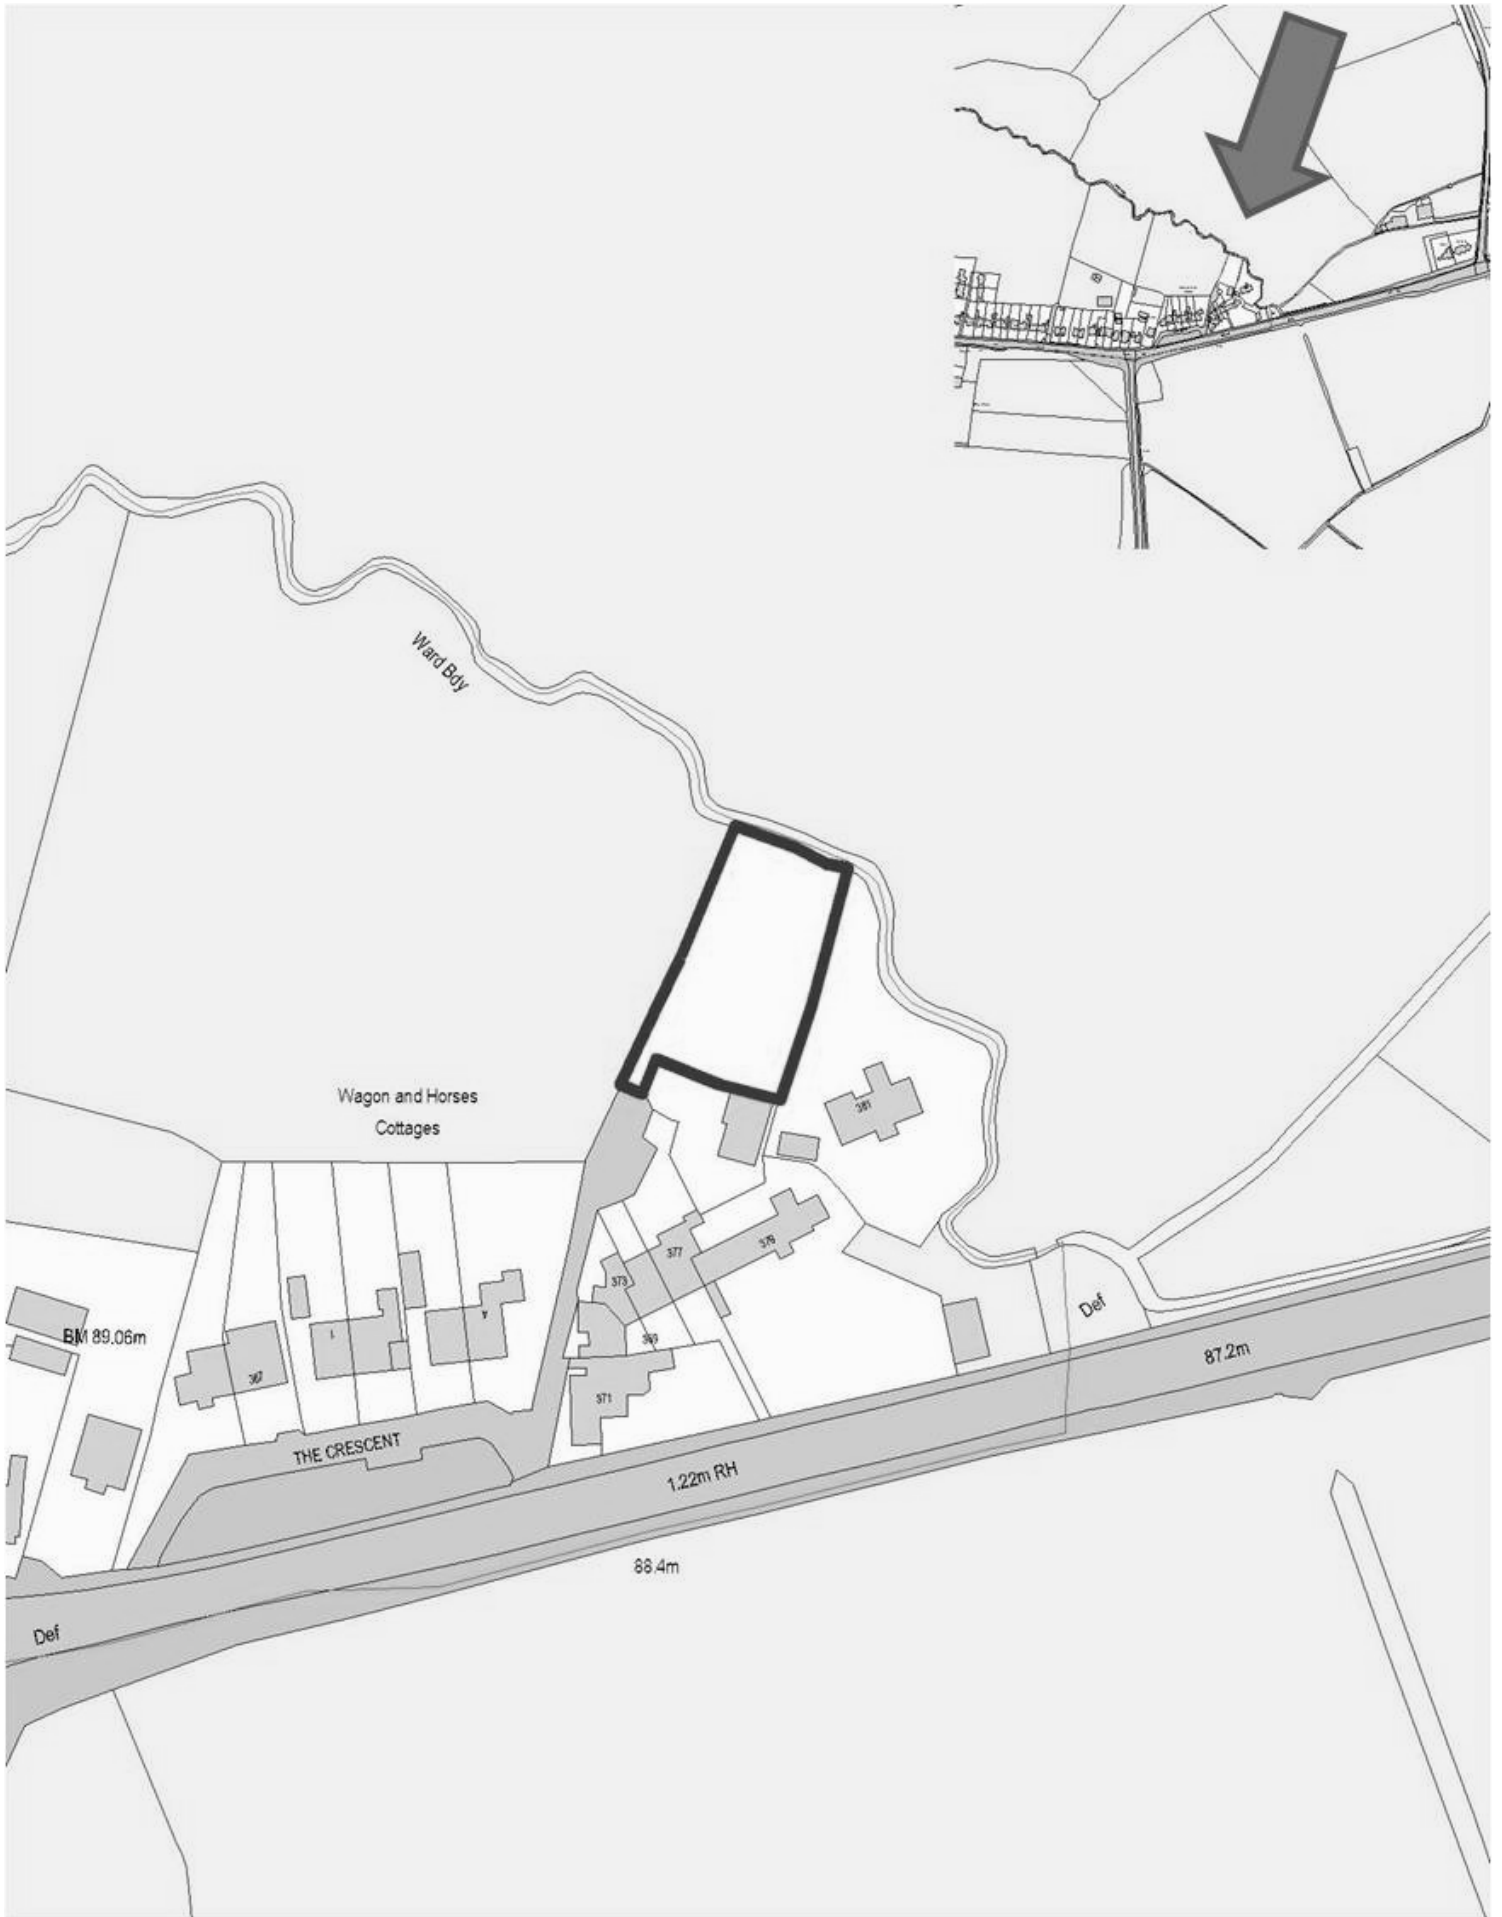 Ward Bdy
Wagon and Horses
Cottages
381
377
379
373
Def
BM 89.06m
1
4
369
87.2m
367
371
THE CRESCENT
1.22m RH
88.4m
Def